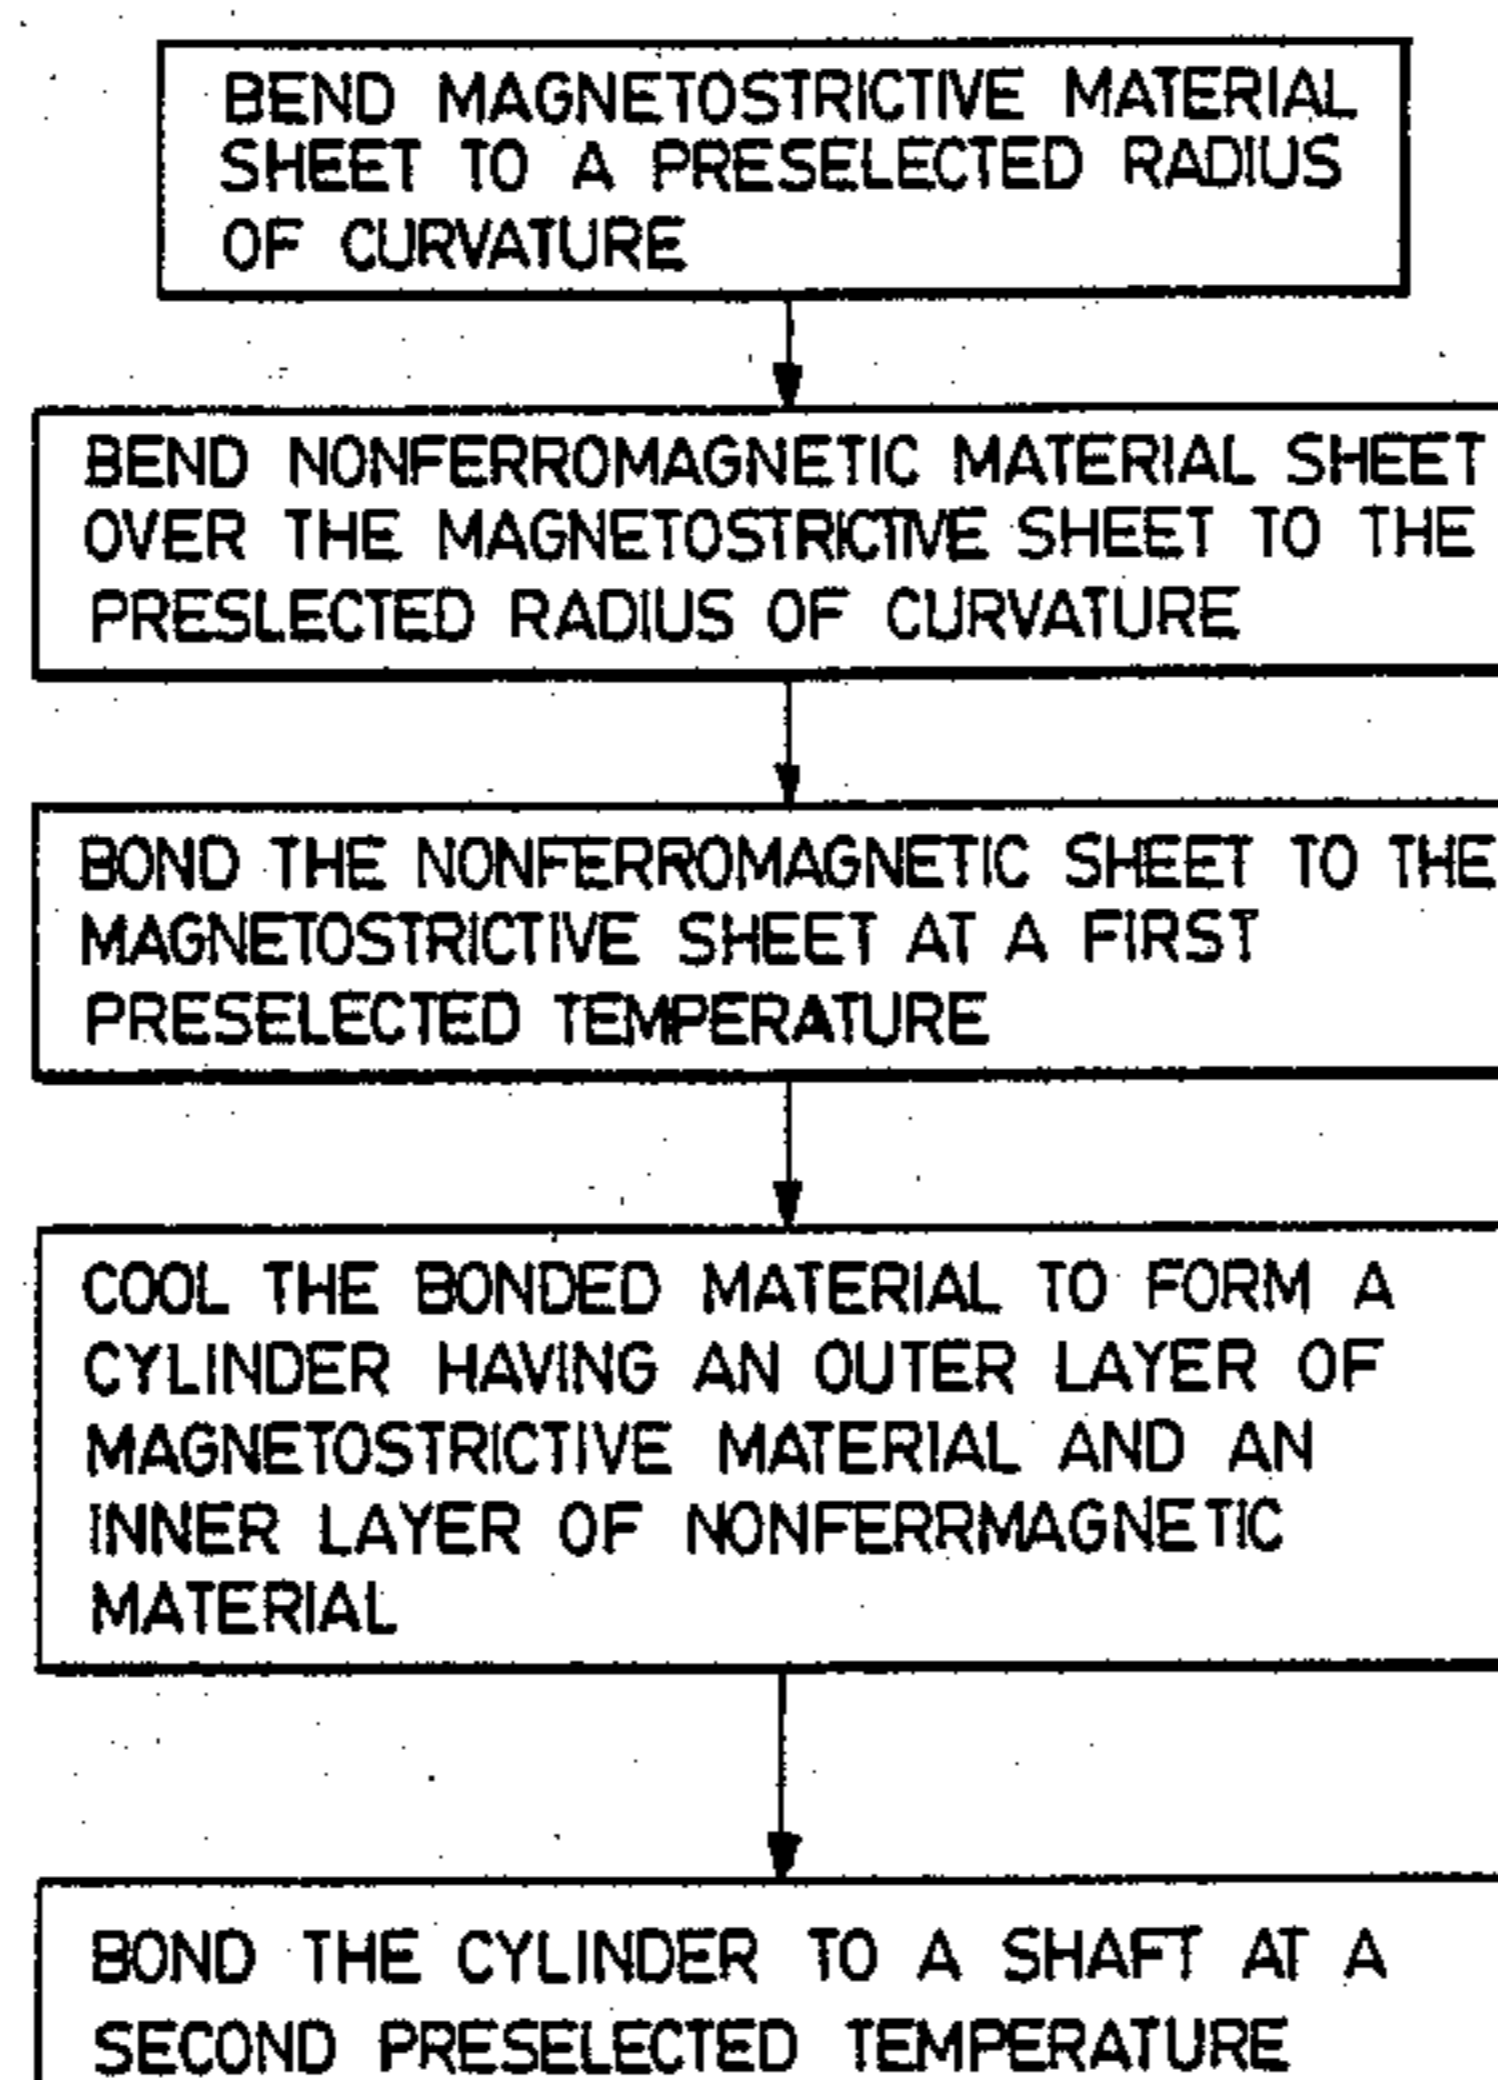 BEND MAGNETOSTRICTIVE MATERIAL
SHEET TO A PRESELECTED RADIUS
OF CURVATURE
BEND NONFERROMAGNETIC MATERIAL SHEET
OVER THE MAGNETOSTRICTIVE SHEET TO THE
PRESLECTED RADIUS OF CURVATURE
BOND THE NONFERROMAGNETIC SHEET TO THE
MAGNETOSTRICTIVE SHEET AT A FIRST
PRESELECTED TEMPERATURE
COOL THE BONDED MATERIAL TO FORM A
CYLINDER HAVING AN OUTER LAYER OF
MAGNETOSTRICTIVE MATERIAL AND AN
INNER LAYER OF NONFERRMAGNETIC
MATERIAL
BOND THE CYLINDER TO A SHAFT AT A
SECOND PRESELECTED TEMPERATURE